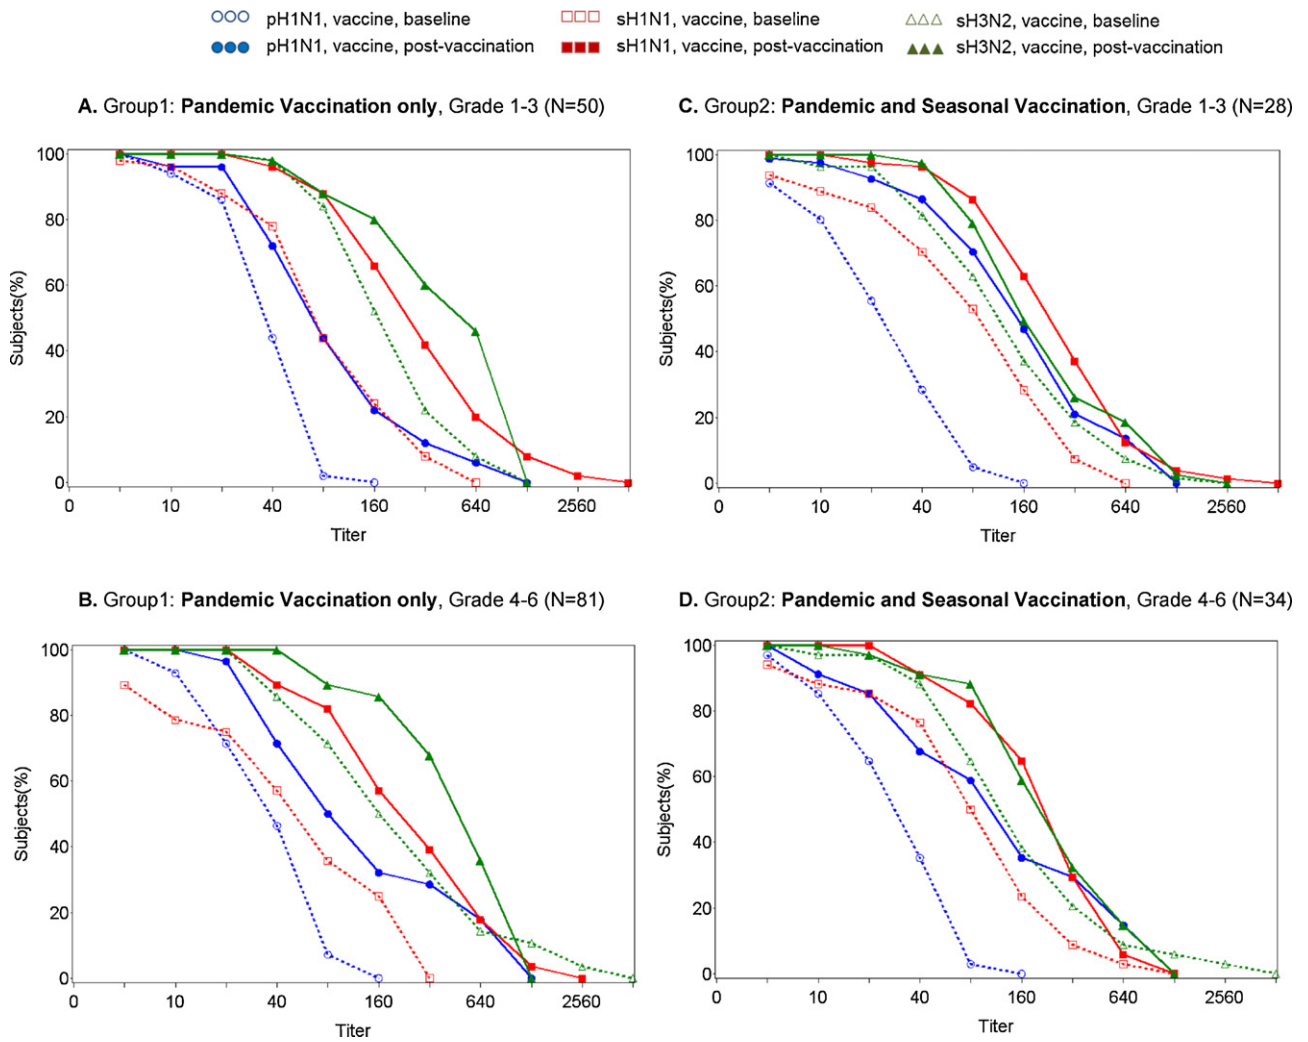 pH1N1, vaccine, baseline
sH1N1, vaccine, baseline
sH3N2, vaccine, baseline
pH1N1, vaccine, post-vaccination
sH1N1, vaccine, post-vaccination
sH3N2, vaccine, post-vaccination
A. Group1: Pandemic Vaccination only, Grade 1-3 (N=50)
100
80
60
40
20
0
Subjects(%)
0 10 40 160 640 2560
Titer
C. Group2: Pandemic and Seasonal Vaccination, Grade 1-3 (N=28)
100
80
60
40
20
0
Subjects(%)
0 10 40 160 640 2560
Titer
B. Group1: Pandemic Vaccination only, Grade 4-6 (N=81)
100
80
60
40
20
0
Subjects(%)
0 10 40 160 640 2560
Titer
D. Group2: Pandemic and Seasonal Vaccination, Grade 4-6 (N=34)
100
80
60
40
20
0
Subjects(%)
0 10 40 160 640 2560
Titer